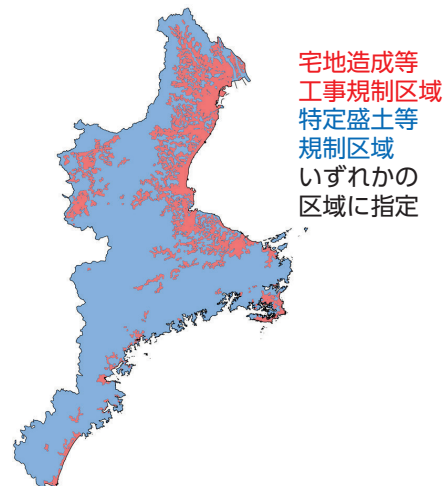 宅地造成等
工事規制区域
特定盛土等
規制区域
いずれかの
区域に指定